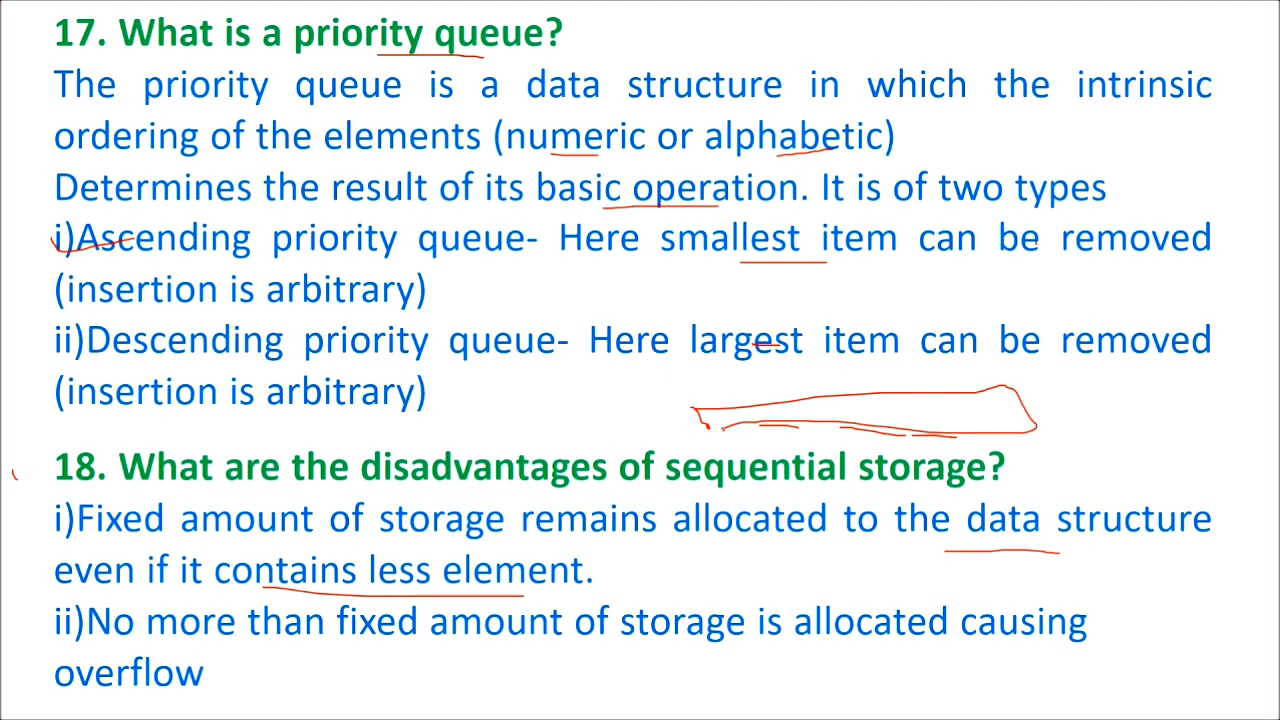 17. What is a priority queue?
The priority queue is a data structure in which the intrinsic
ordering of the elements (numeric or alphabetic)
Determines the result of its basic operation. It is of two types
i)Ascending priority queue- Here smallest item can be removed
(insertion is arbitrary)
ii)Descending priority queue- Here largest item can be removed
(insertion is arbitrary)
18. What are the disadvantages of sequential storage?
i)Fixed amount of storage remains allocated to the data structure
even if it contains less element.
ii)No more than fixed amount of storage is allocated causing
overflow